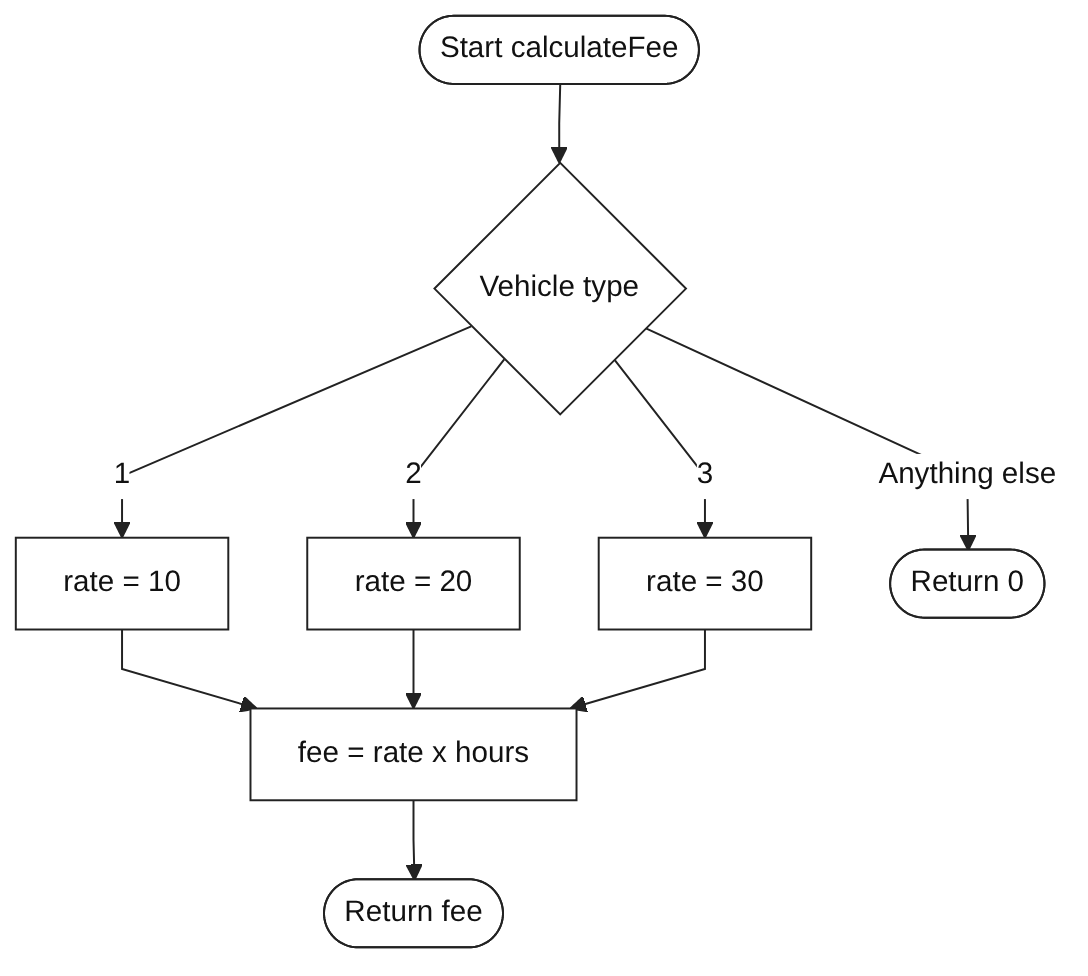 Start calculateFee
Vehicle type
1
2
3
Anything else
rate = 10
rate = 20
rate = 30
Return 0
fee = rate x hours
Return fee